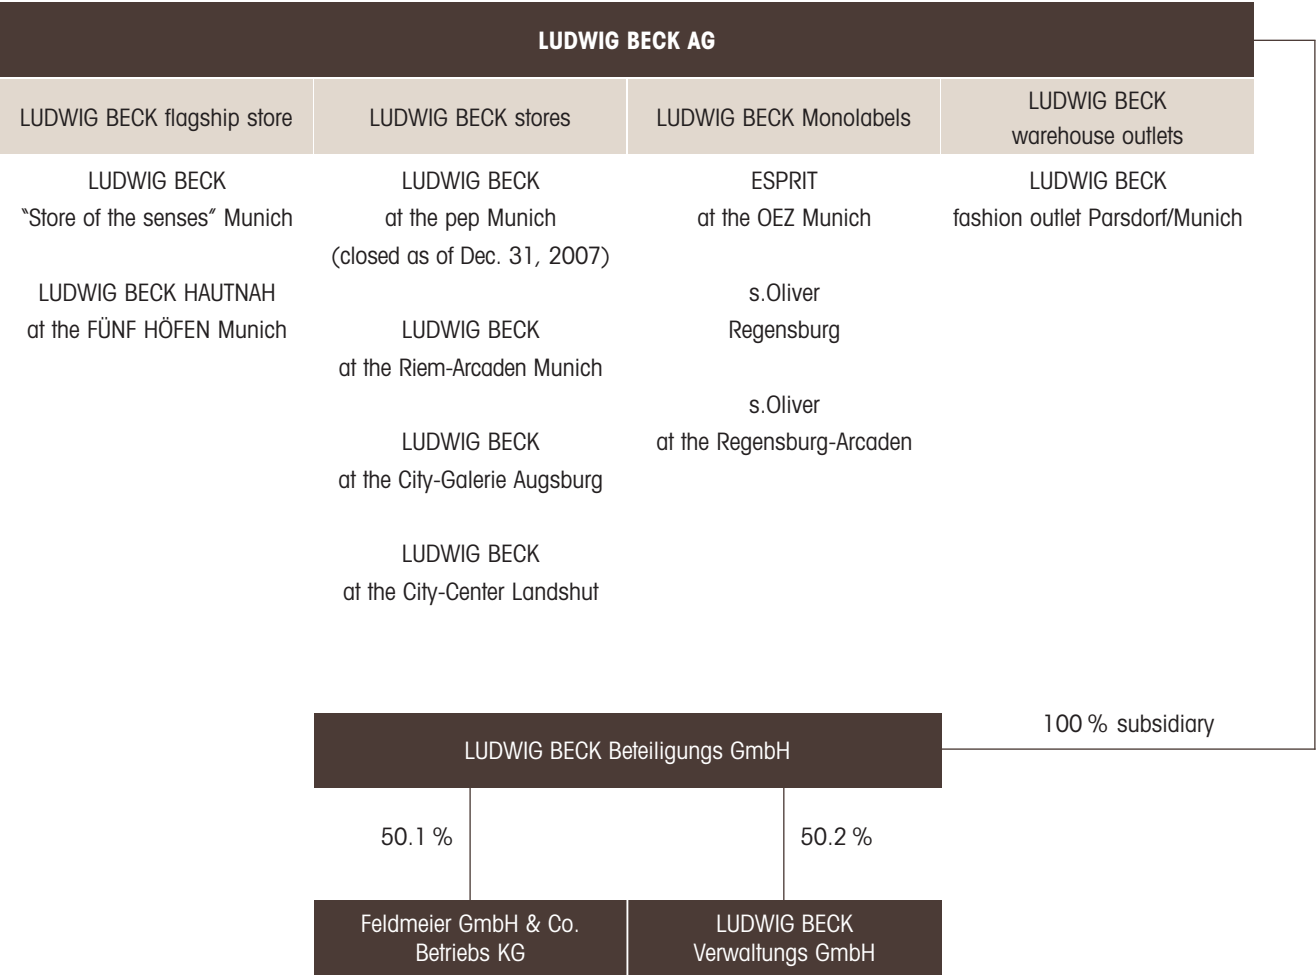 LUDWIG BECK AG
LUDWIG BECK flagship store
LUDWIG BECK stores
LUDWIG BECK Monolabels
LUDWIG BECK
warehouse outlets
LUDWIG BECK
“Store of the senses” Munich
LUDWIG BECK HAUTNAH
at the FÜNF HÖFEN Munich
LUDWIG BECK
at the pep Munich
(closed as of Dec. 31, 2007)
LUDWIG BECK
at the Riem-Arcaden Munich
LUDWIG BECK
at the City-Galerie Augsburg
LUDWIG BECK
at the City-Center Landshut
ESPRIT
at the OEZ Munich
s.Oliver
Regensburg
s.Oliver
at the Regensburg-Arcaden
LUDWIG BECK
fashion outlet Parsdorf/Munich
100 % subsidiary
LUDWIG BECK Beteiligungs GmbH
50.1 %
50.2 %
Feldmeier GmbH & Co.
Betriebs KG
LUDWIG BECK
Verwaltungs GmbH